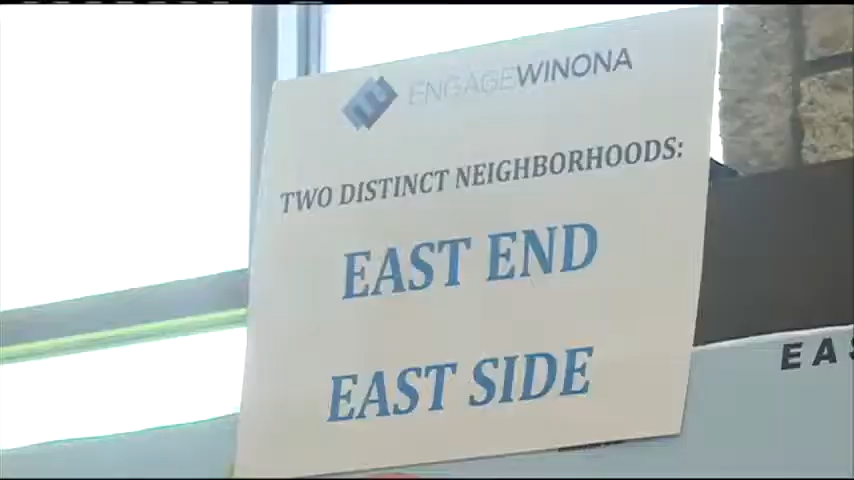 ENGAGEWINONA
TWO DISTINCT NEIGHBORHOODS:
EAST END
EAST SIDE
EAS